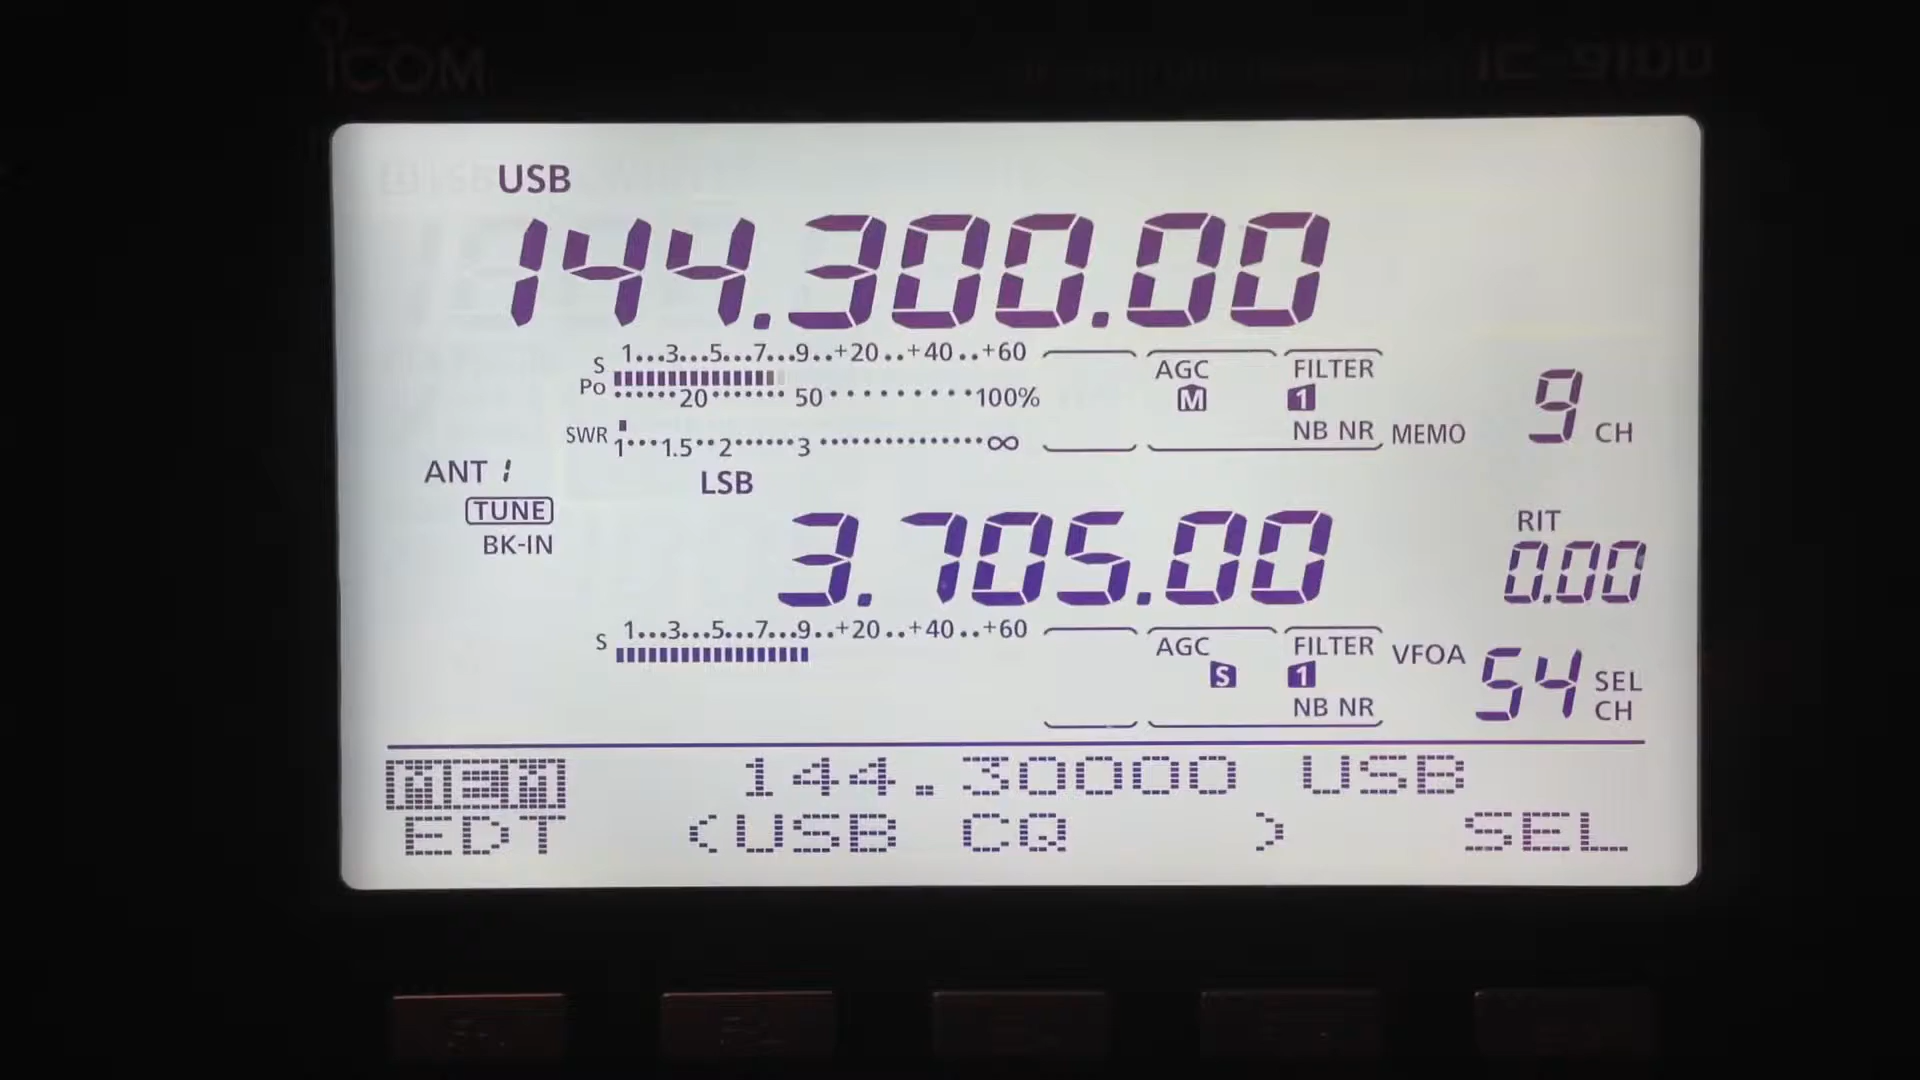 ICOM
IC-9100
USB
144.300.00
S 1...3...5...7...9..+20..+40..+60
Po ......20.......50.........100%
SWR 1...1.5..2......3...............∞
AGC M
FILTER 1
NB NR
MEMO
9 CH
ANT 1
TUNE
BK-IN
LSB
3.705.00
RIT
0.00
S 1...3...5...7...9..+20..+40..+60
AGC S
FILTER 1
NB NR
VFOA
54 SEL CH
MEM 144.30000 USB
EDT <USB CQ > SEL